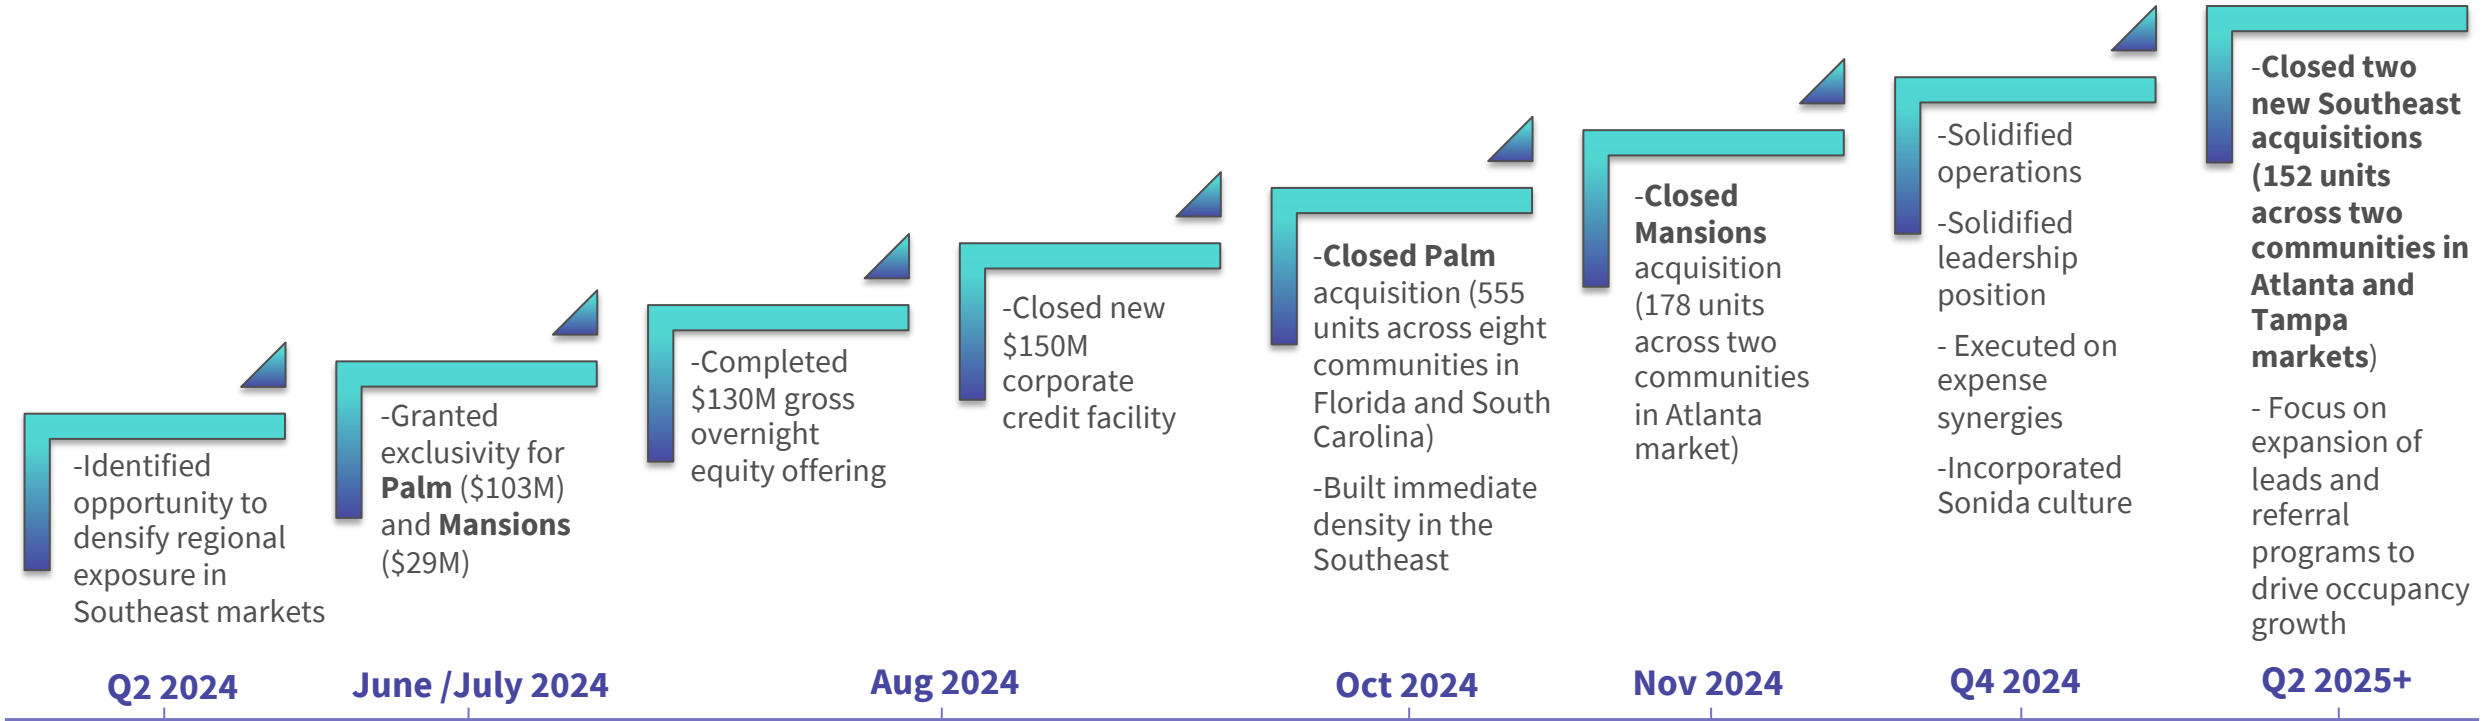 -Identified
opportunity to
densify regional
exposure in
Southeast markets
-Granted
exclusivity for
Palm ($103M)
and Mansions
($29M)
-Completed
$130M gross
overnight
equity offering
-Closed new
$150M
corporate
credit facility
-Closed Palm
acquisition (555
units across eight
communities in
Florida and South
Carolina)
-Built immediate
density in the
Southeast
-Closed
Mansions
acquisition
(178 units
across two
communities
in Atlanta
market)
-Solidified
operations
-Solidified
leadership
position
- Executed on
expense
synergies
-Incorporated
Sonida culture
-Closed two
new Southeast
acquisitions
(152 units
across two
communities in
Atlanta and
Tampa
markets)
- Focus on
expansion of
leads and
referral
programs to
drive occupancy
growth
Q2 2024
June /July 2024
Aug 2024
Oct 2024
Nov 2024
Q4 2024
Q2 2025+